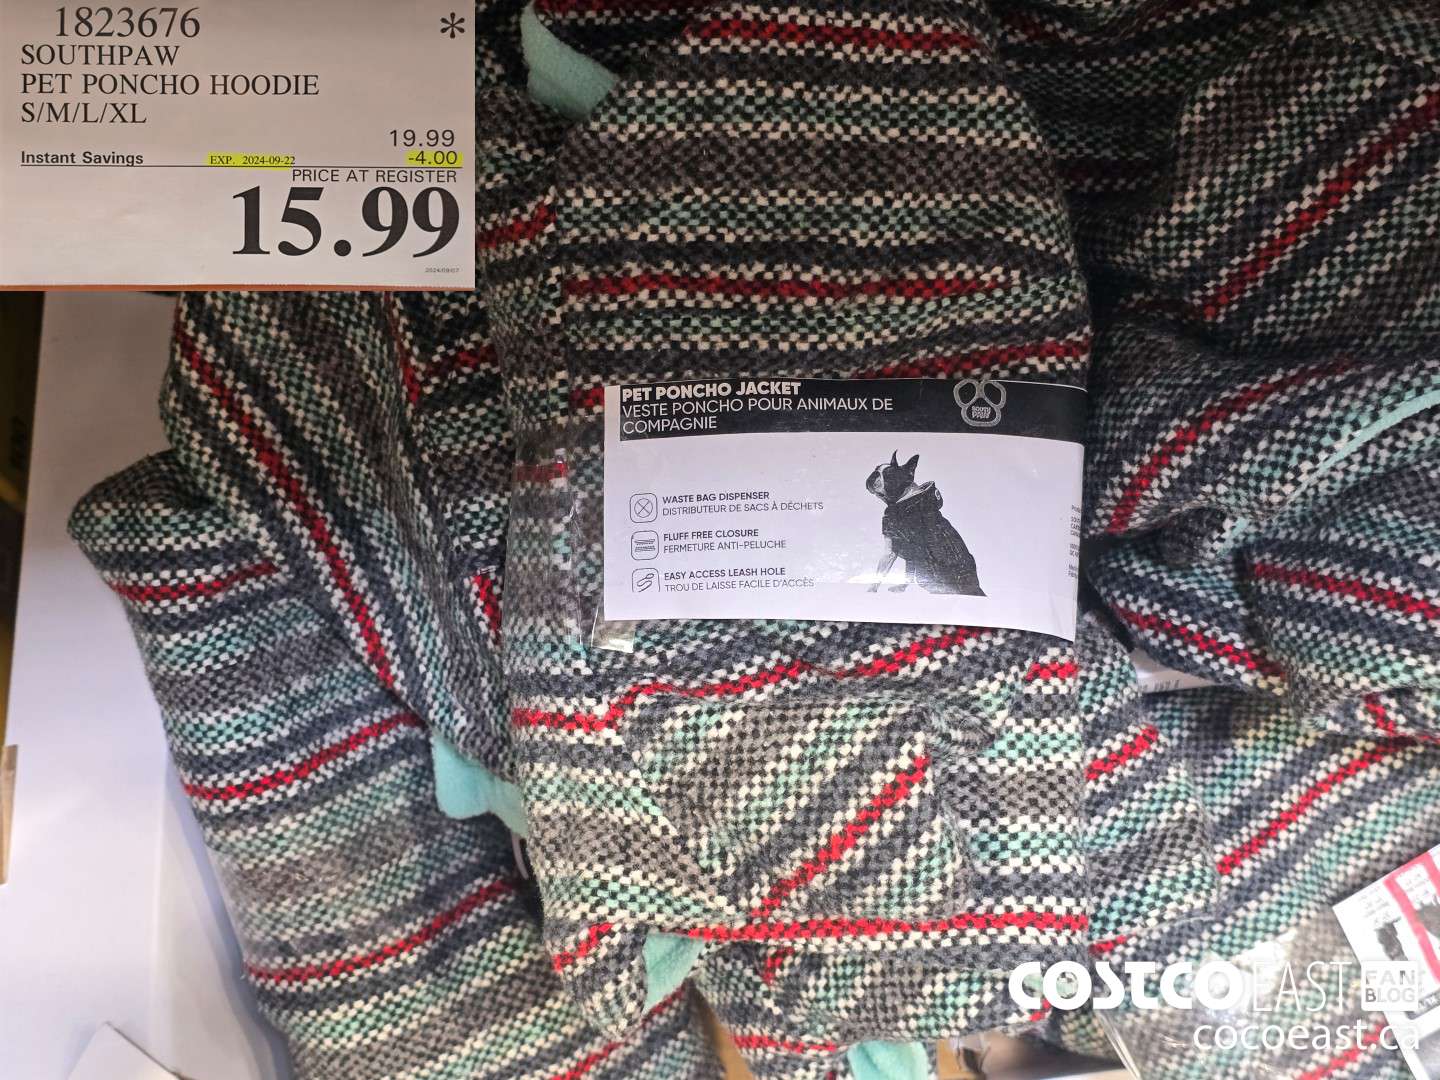 1823676 *
SOUTHPAW
PET PONCHO HOODIE
S/M/L/XL
19.99
Instant Savings EXP. 2024-09-22 -4.00
PRICE AT REGISTER
15.99
2024/09/07
PET PONCHO JACKET
VESTE PONCHO POUR ANIMAUX DE
COMPAGNIE
SOUTH
PAW
WASTE BAG DISPENSER
DISTRIBUTEUR DE SACS À DÉCHETS
FLUFF FREE CLOSURE
FERMETURE ANTI-PELUCHE
EASY ACCESS LEASH HOLE
TROU DE LAISSE FACILE D'ACCÈS
COSTCO EAST FAN BLOG
cocoeast.ca